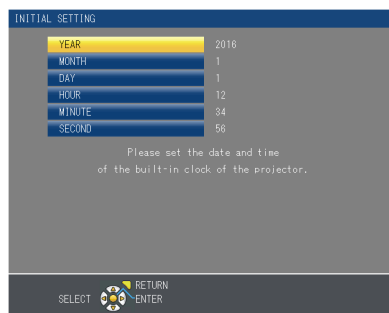 INITIAL SETTING
YEAR 2016
MONTH 1
DAY 1
HOUR 12
MINUTE 34
SECOND 56
Please set the date and time
of the built-in clock of the projector.
RETURN
SELECT ENTER